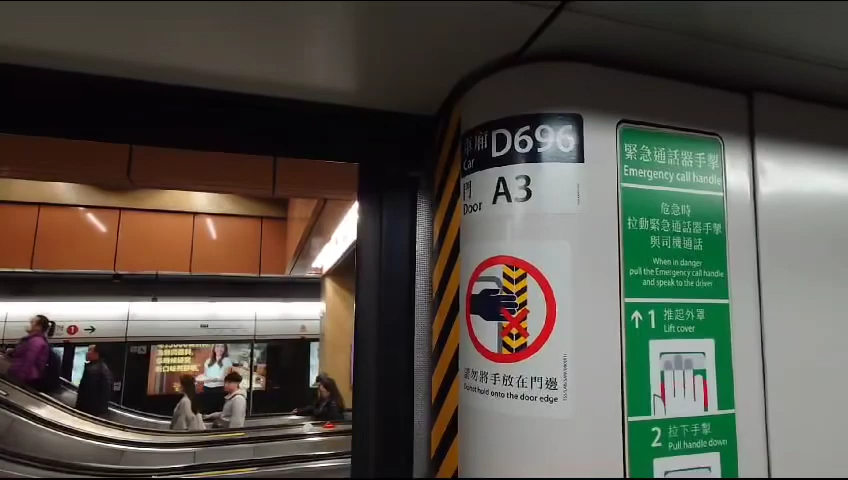 車廂
Car
D696
門
Door
A3
請勿將手放在門邊
Do not hold onto the door edge
緊急通話器手掣
Emergency call handle
危急時
拉動緊急通話器手掣
與司機通話
When in danger
pull the Emergency call handle
and speak to the driver
1 推起外罩
Lift cover
2 拉下手掣
Pull handle down
1